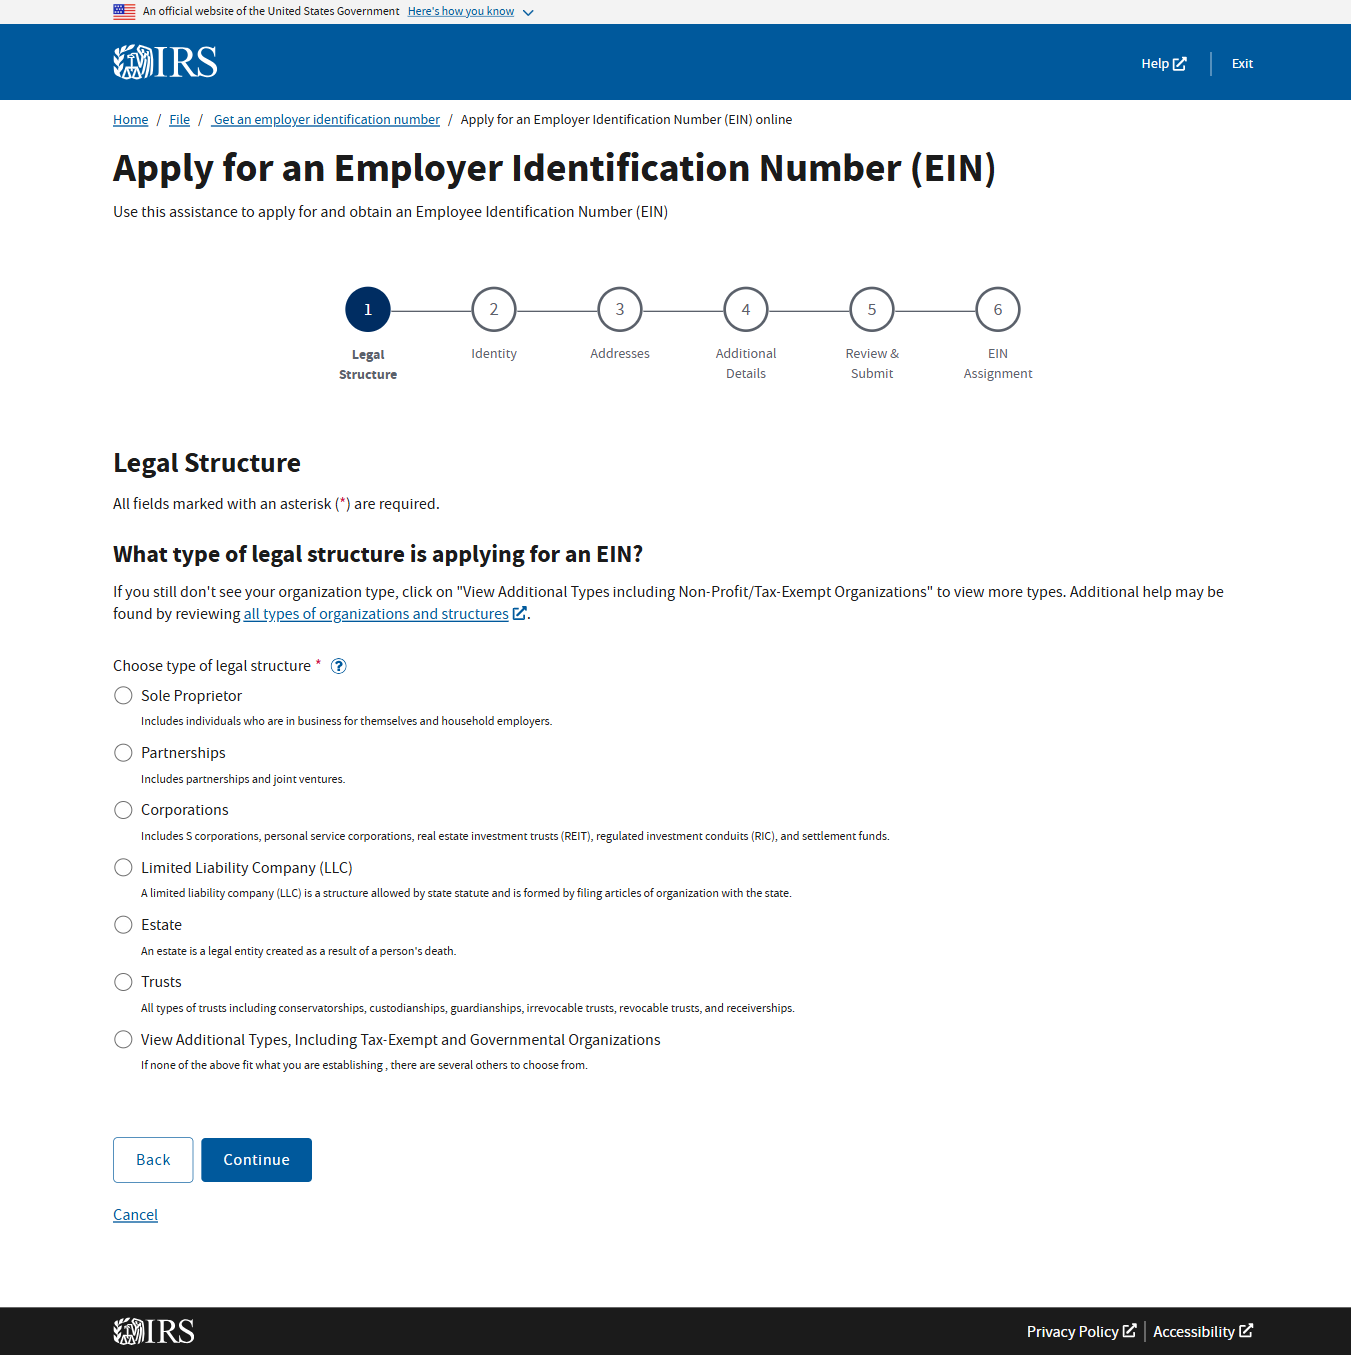 An official website of the United States Government Here's how you know
IRS
Help
Exit
Home / File / Get an employer identification number / Apply for an Employer Identification Number (EIN) online
Apply for an Employer Identification Number (EIN)
Use this assistance to apply for and obtain an Employee Identification Number (EIN)
1
2
3
4
5
6
Legal Structure
Identity
Addresses
Additional Details
Review & Submit
EIN Assignment
Legal Structure
All fields marked with an asterisk (*) are required.
What type of legal structure is applying for an EIN?
If you still don't see your organization type, click on "View Additional Types including Non-Profit/Tax-Exempt Organizations" to view more types. Additional help may be
found by reviewing all types of organizations and structures.
Choose type of legal structure * ?
Sole Proprietor
Includes individuals who are in business for themselves and household employers.
Partnerships
Includes partnerships and joint ventures.
Corporations
Includes S corporations, personal service corporations, real estate investment trusts (REIT), regulated investment conduits (RIC), and settlement funds.
Limited Liability Company (LLC)
A limited liability company (LLC) is a structure allowed by state statute and is formed by filing articles of organization with the state.
Estate
An estate is a legal entity created as a result of a person's death.
Trusts
All types of trusts including conservatorships, custodianships, guardianships, irrevocable trusts, revocable trusts, and receiverships.
View Additional Types, Including Tax-Exempt and Governmental Organizations
If none of the above fit what you are establishing , there are several others to choose from.
Back
Continue
Cancel
IRS
Privacy Policy
Accessibility